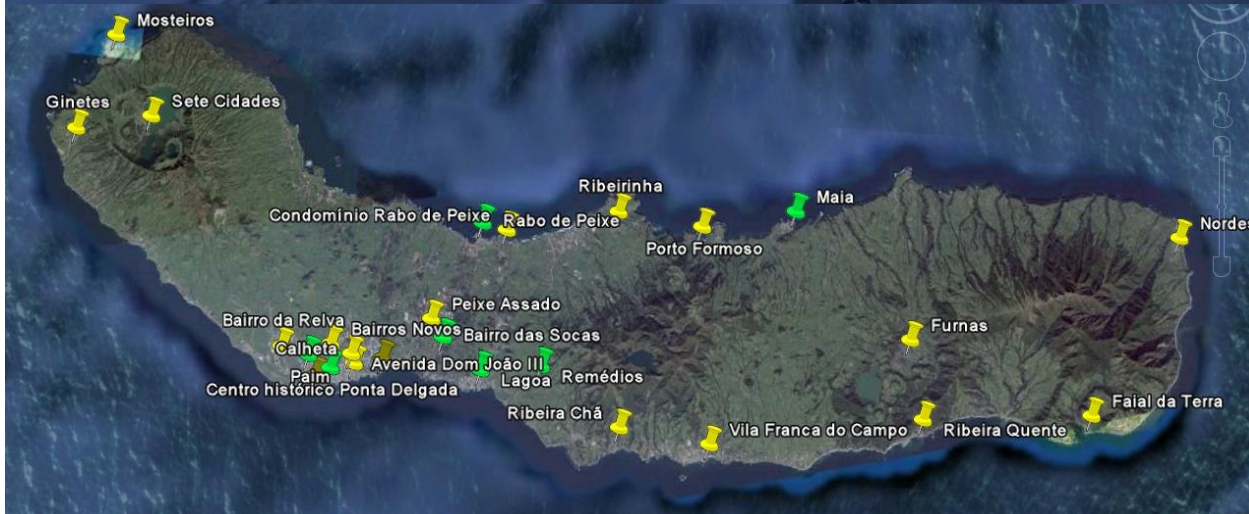 Mosteiros
Ginetes
Sete Cidades
Ribeirinha
Maia
Condomínio Rabo de Peixe
Rabo de Peixe
Nordes
Porto Formoso
Peixe Assado
Bairro da Relva
Bairros Novos
Bairro das Socas
Furnas
Calheta
Avenida Dom João III
Paim
Lagoa
Remédios
Centro histórico Ponta Delgada
Ribeira Chã
Faial da Terra
Vila Franca do Campo
Ribeira Quente